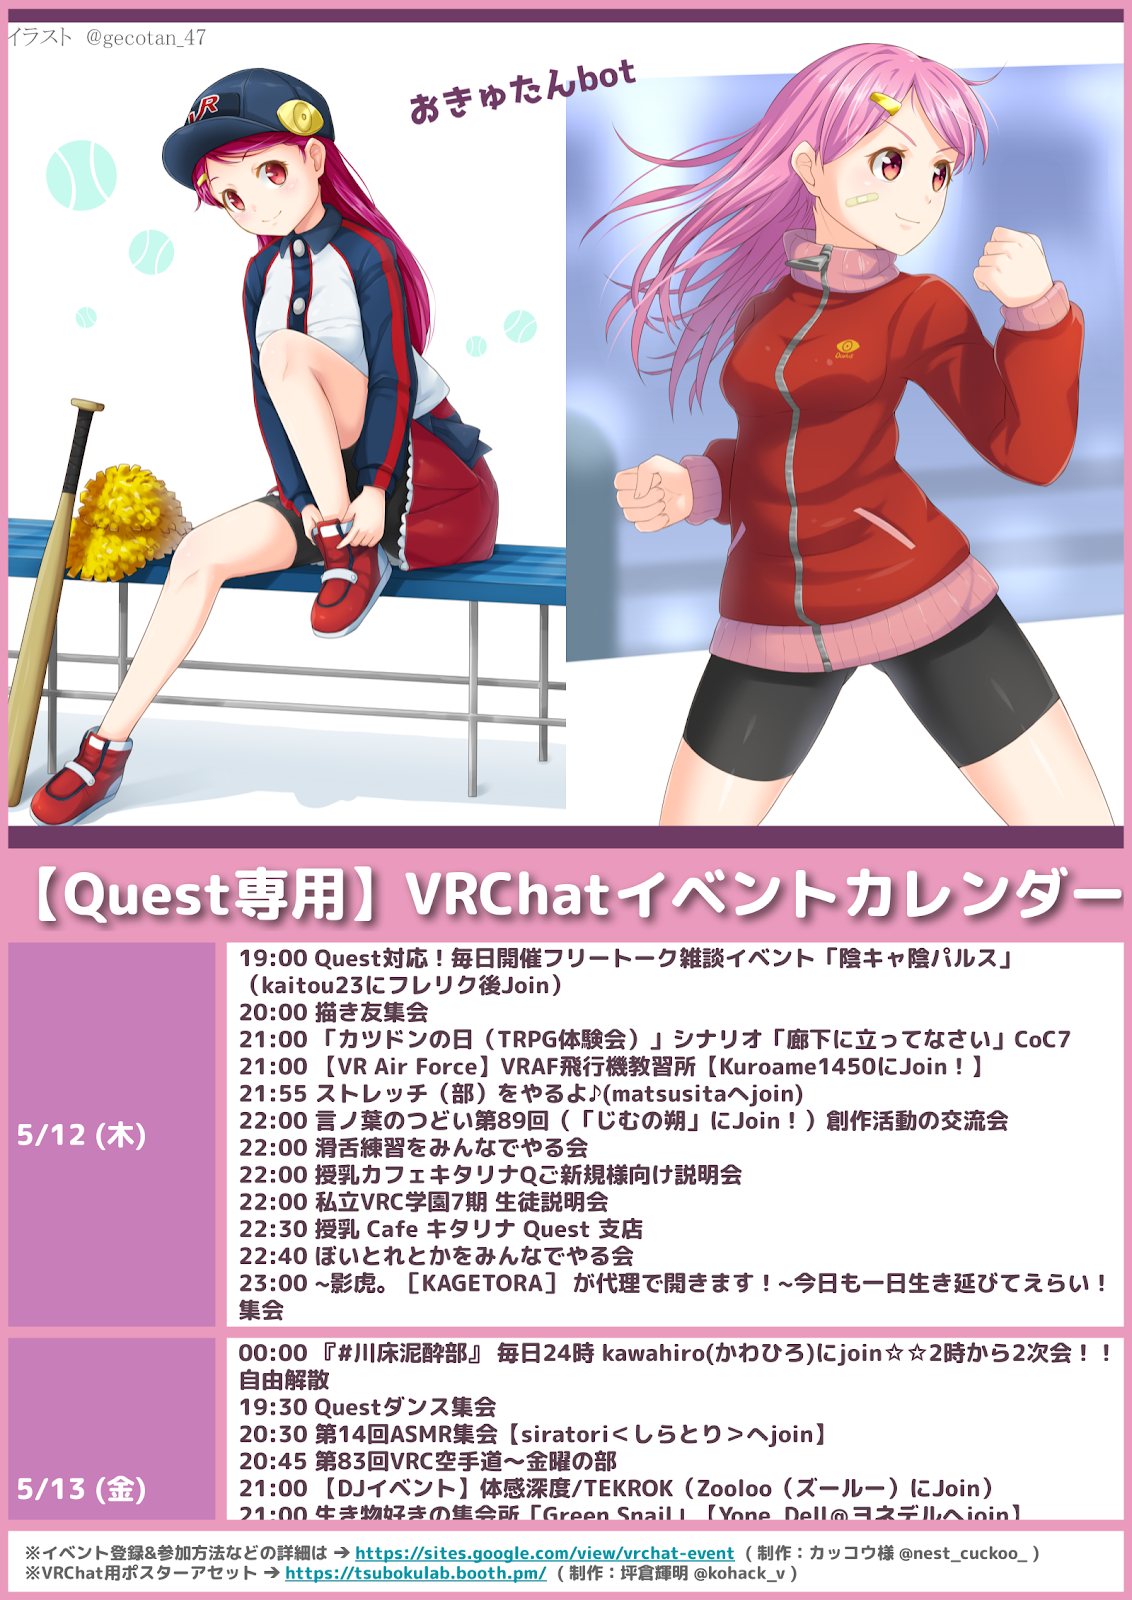 イラスト @gecotan_47
おきゅたんbot
VR
Quest
【Quest専用】VRChatイベントカレンダー
5/12 (木)
19:00 Quest対応！毎日開催フリートーク雑談イベント「陰キャ陰パルス」
（kaitou23にフレリク後Join）
20:00 描き友集会
21:00 「カツドンの日（TRPG体験会）」シナリオ「廊下に立ってなさい」CoC7
21:00 【VR Air Force】VRAF飛行機教習所【Kuroame1450にJoin！】
21:55 ストレッチ（部）をやるよ♪(matsusitaへjoin)
22:00 言ノ葉のつどい第89回（「じむの朔」にJoin！）創作活動の交流会
22:00 滑舌練習をみんなでやる会
22:00 授乳カフェキタリナQご新規様向け説明会
22:00 私立VRC学園7期 生徒説明会
22:30 授乳 Cafe キタリナ Quest 支店
22:40 ぼいとれとかをみんなでやる会
23:00 ~影虎。［KAGETORA］ が代理で開きます！~今日も一日生き延びてえらい！
集会
5/13 (金)
00:00 『#川床泥酔部』 毎日24時 kawahiro(かわひろ)にjoin☆☆2時から2次会！！
自由解散
19:30 Questダンス集会
20:30 第14回ASMR集会【siratori＜しらとり＞へjoin】
20:45 第83回VRC空手道～金曜の部
21:00 【DJイベント】体感深度/TEKROK（Zooloo（ズールー）にJoin）
21:00 生き物好きの集会所「Green Snail」【Yone_Dell@ヨネデルへjoin】
※イベント登録&参加方法などの詳細は → https://sites.google.com/view/vrchat-event ( 制作：カッコウ様 @nest_cuckoo_ )
※VRChat用ポスターアセット → https://tsubokulab.booth.pm/ ( 制作：坪倉輝明 @kohack_v )